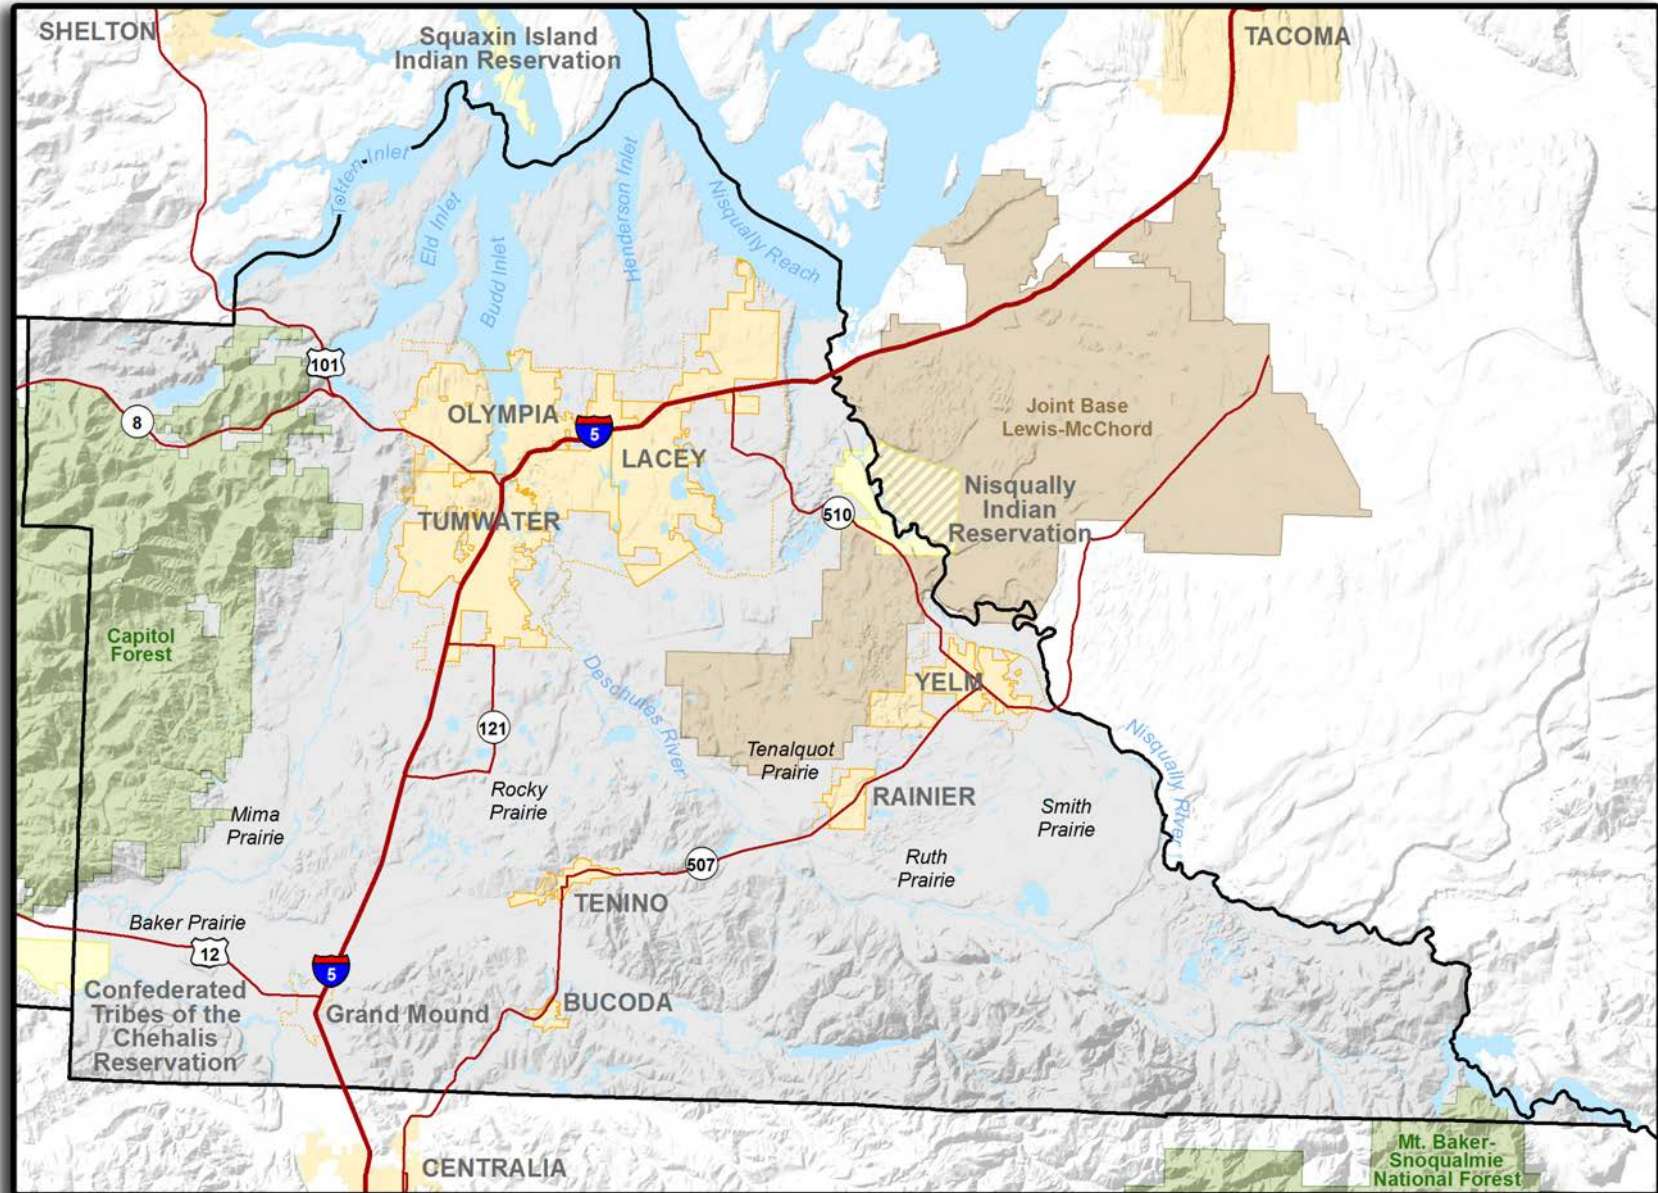 SHELTON
Squaxin Island
Indian Reservation
TACOMA
Totten Inlet
Eld Inlet
Budd Inlet
Henderson Inlet
Nisqually Reach
101
8
OLYMPIA
5
LACEY
Joint Base
Lewis-McChord
Nisqually
Indian
Reservation
510
TUMWATER
Capitol
Forest
Deschutes River
YELM
121
Tenalquot
Prairie
Nisqually River
Rocky
Prairie
Mima
Prairie
RAINIER
Smith
Prairie
507
Ruth
Prairie
TENINO
Baker Prairie
12
5
Confederated
Tribes of the
Chehalis
Reservation
Grand Mound
BUCODA
CENTRALIA
Mt. Baker-
Snoqualmie
National Forest